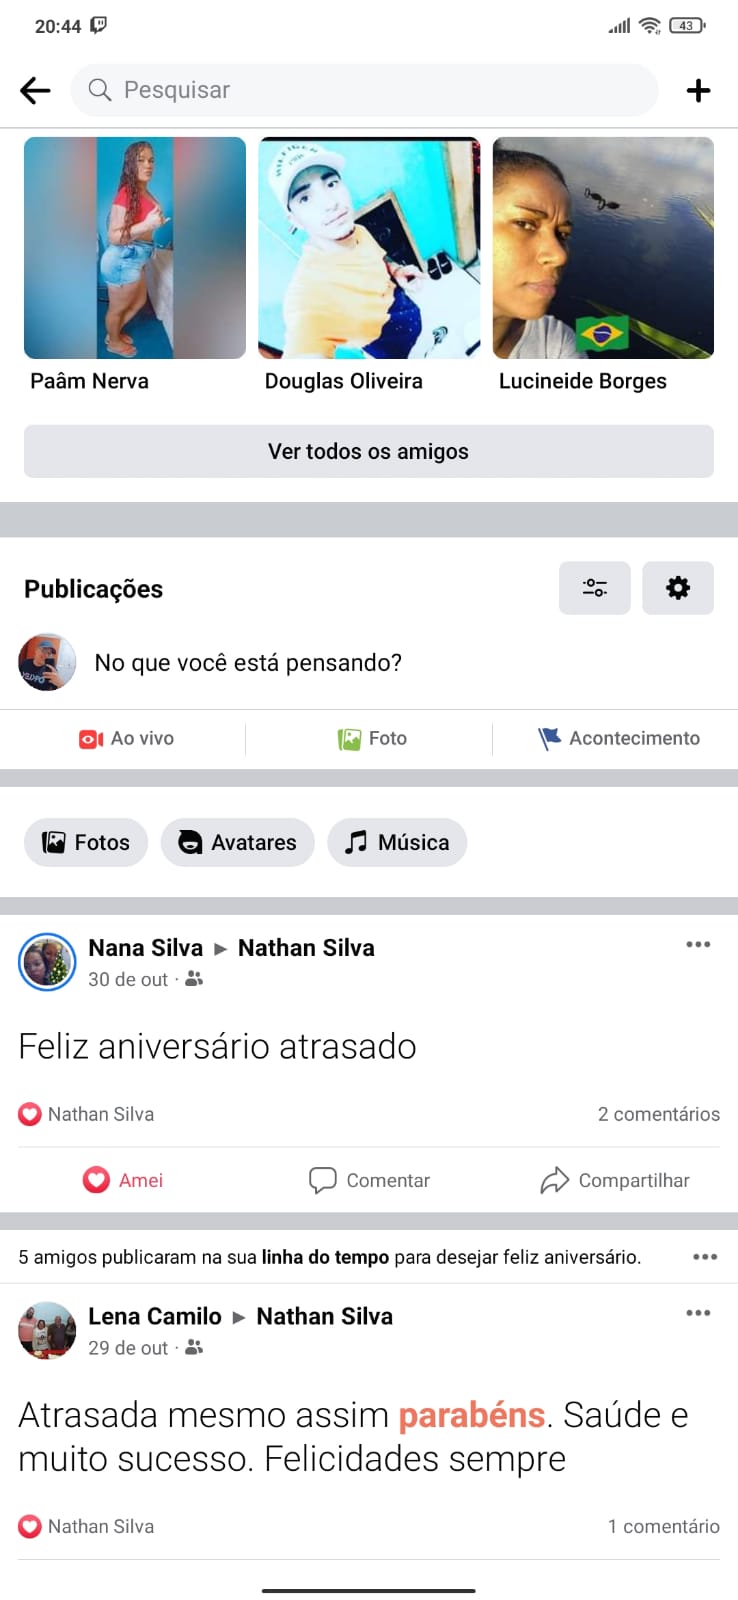 20:44
43
Pesquisar
Paâm Nerva
Douglas Oliveira
Lucineide Borges
Ver todos os amigos
Publicações
No que você está pensando?
Ao vivo
Foto
Acontecimento
Fotos
Avatares
Música
Nana Silva ▸ Nathan Silva
30 de out ·
Feliz aniversário atrasado
Nathan Silva
2 comentários
Amei
Comentar
Compartilhar
5 amigos publicaram na sua linha do tempo para desejar feliz aniversário.
Lena Camilo ▸ Nathan Silva
29 de out ·
Atrasada mesmo assim parabéns. Saúde e
muito sucesso. Felicidades sempre
Nathan Silva
1 comentário